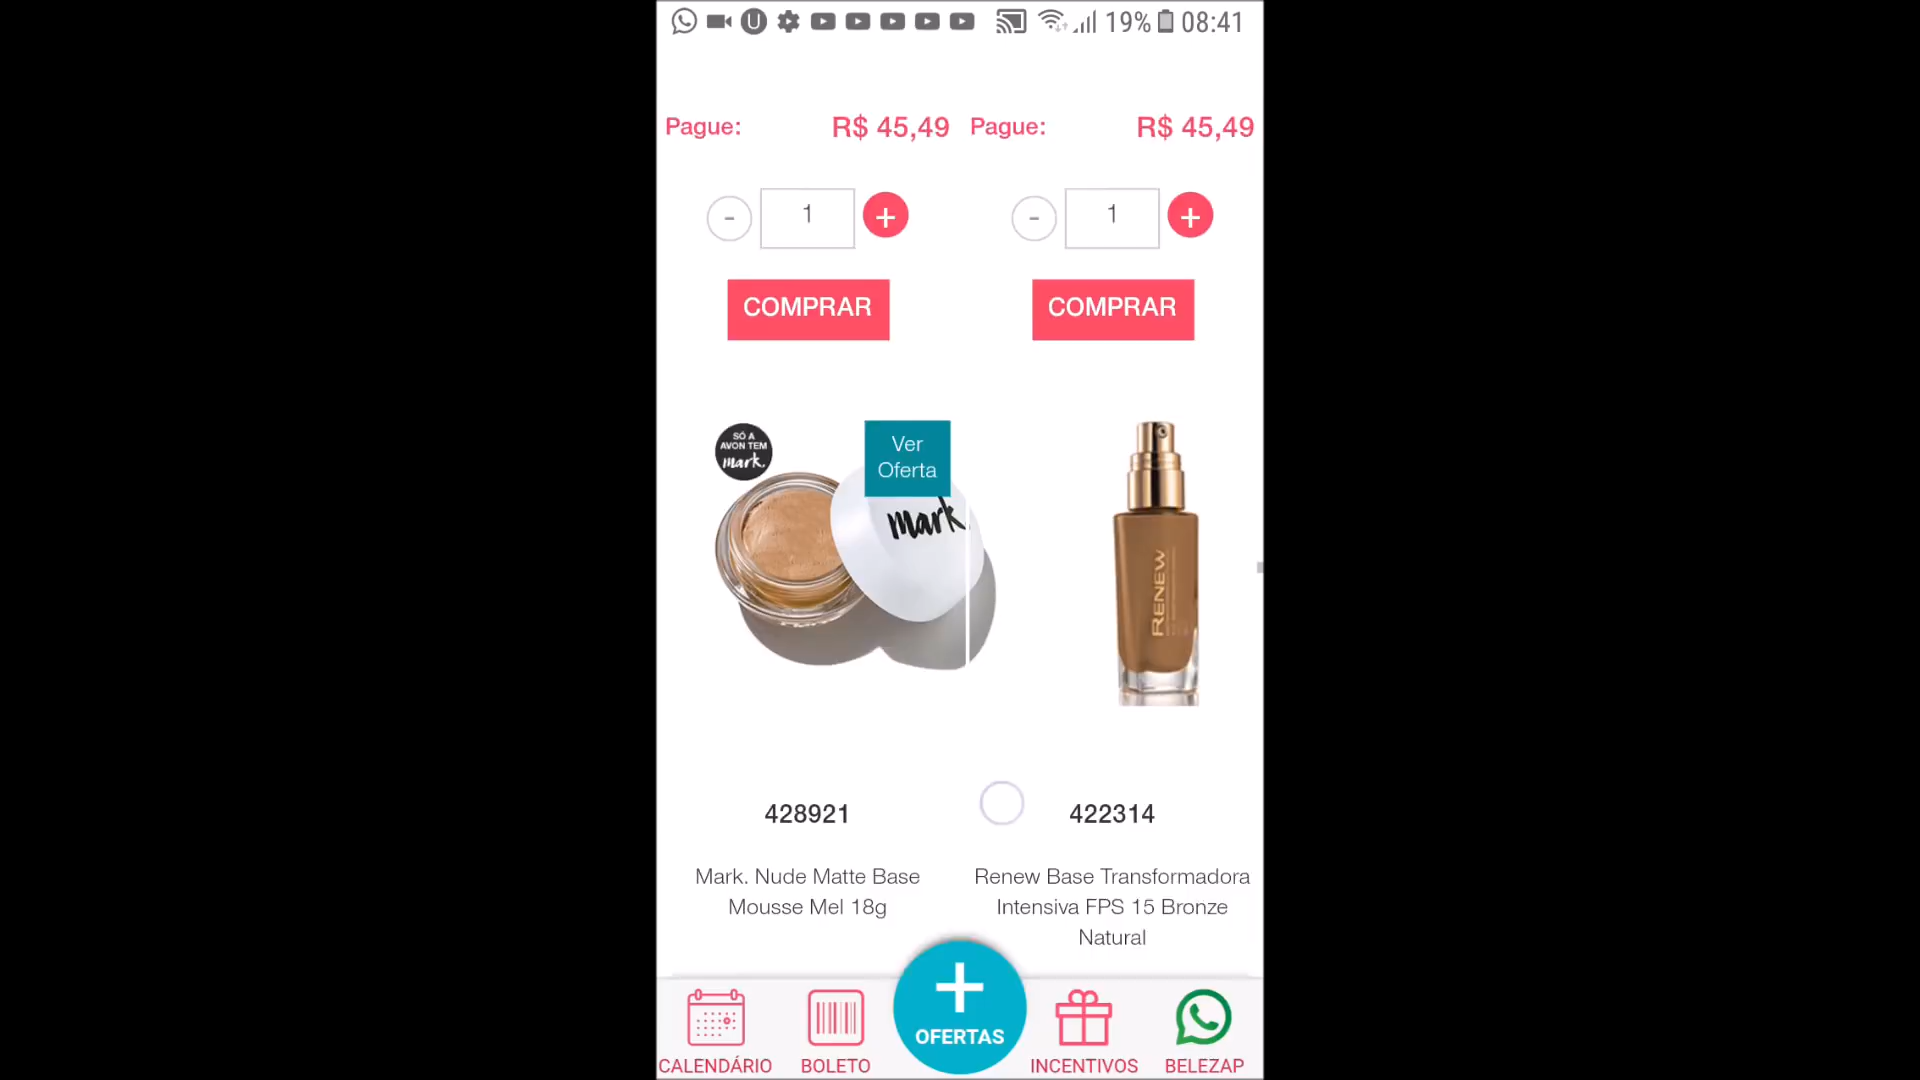 19% 08:41
Pague: R$ 45,49 Pague: R$ 45,49
- 1 + - 1 +
COMPRAR COMPRAR
SÓ A
AVON TEM
mark.
Ver
Oferta
mark.
RENEW
428921 422314
Mark. Nude Matte Base
Mousse Mel 18g
Renew Base Transformadora
Intensiva FPS 15 Bronze
Natural
+
CALENDÁRIO BOLETO OFERTAS INCENTIVOS BELEZAP